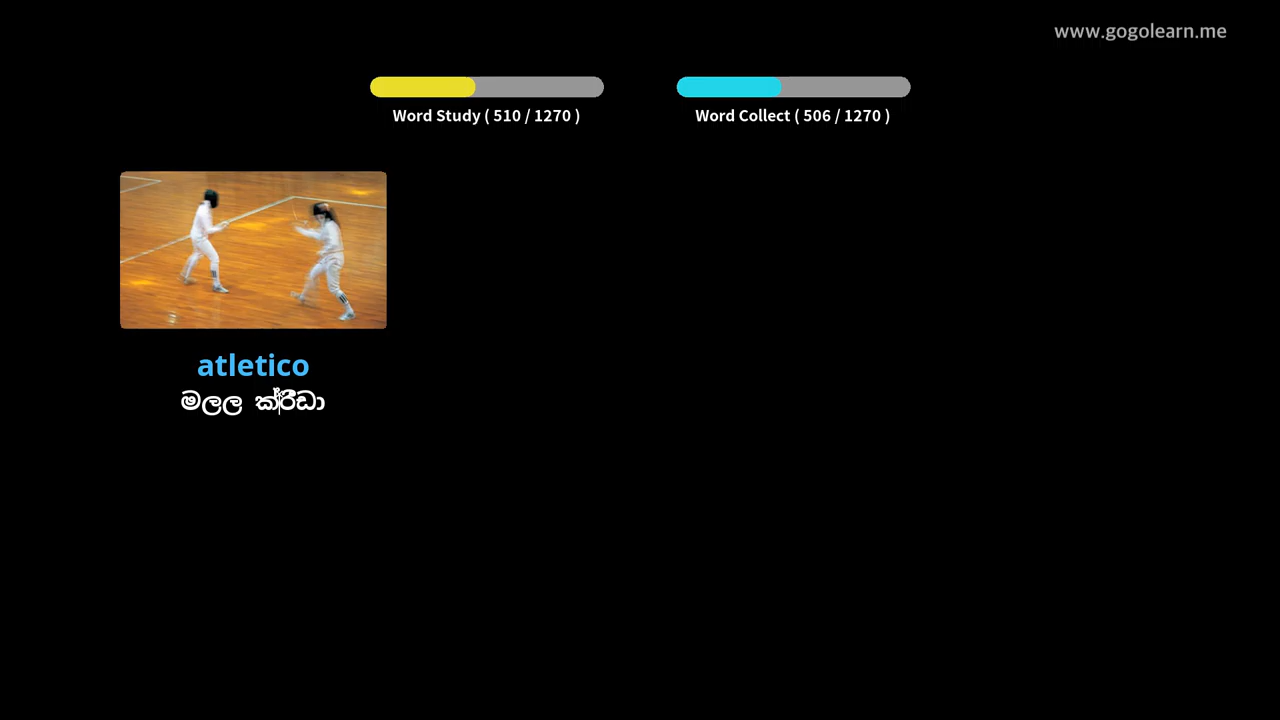 www.gogolearn.me
Word Study ( 510 / 1270 )
Word Collect ( 506 / 1270 )
atletico
මලල ක්‍රීඩා